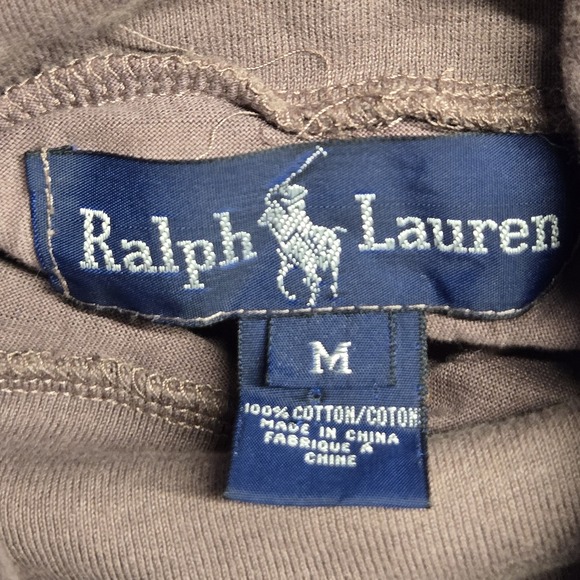 Ralph Lauren
M
100% COTTON/COTON
MADE IN CHINA
FABRIQUE A
CHINE